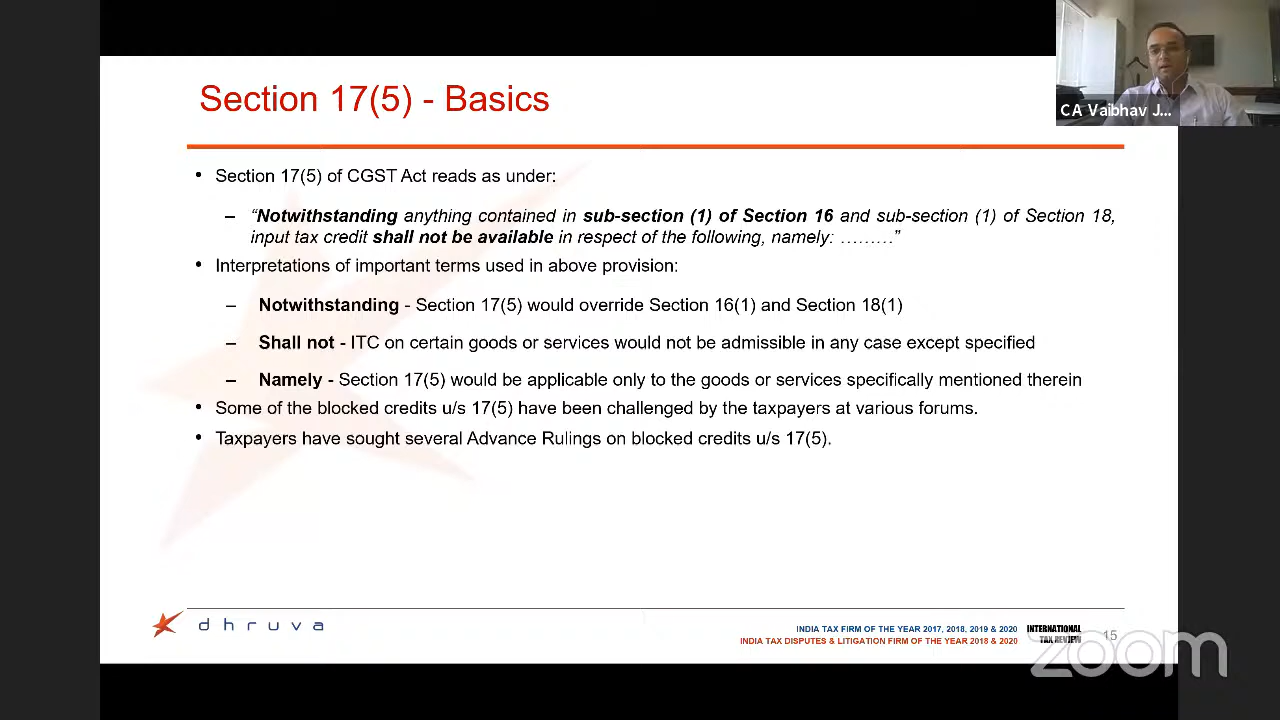 Section 17(5) - Basics
CA Vaibhav J...
• Section 17(5) of CGST Act reads as under:
– “Notwithstanding anything contained in sub-section (1) of Section 16 and sub-section (1) of Section 18,
input tax credit shall not be available in respect of the following, namely: ………”
• Interpretations of important terms used in above provision:
– Notwithstanding - Section 17(5) would override Section 16(1) and Section 18(1)
– Shall not - ITC on certain goods or services would not be admissible in any case except specified
– Namely - Section 17(5) would be applicable only to the goods or services specifically mentioned therein
• Some of the blocked credits u/s 17(5) have been challenged by the taxpayers at various forums.
• Taxpayers have sought several Advance Rulings on blocked credits u/s 17(5).
dhruva
INDIA TAX FIRM OF THE YEAR 2017, 2018, 2019 & 2020
INDIA TAX DISPUTES & LITIGATION FIRM OF THE YEAR 2018 & 2020
INTERNATIONAL
TAX REVIEW
15
zoom